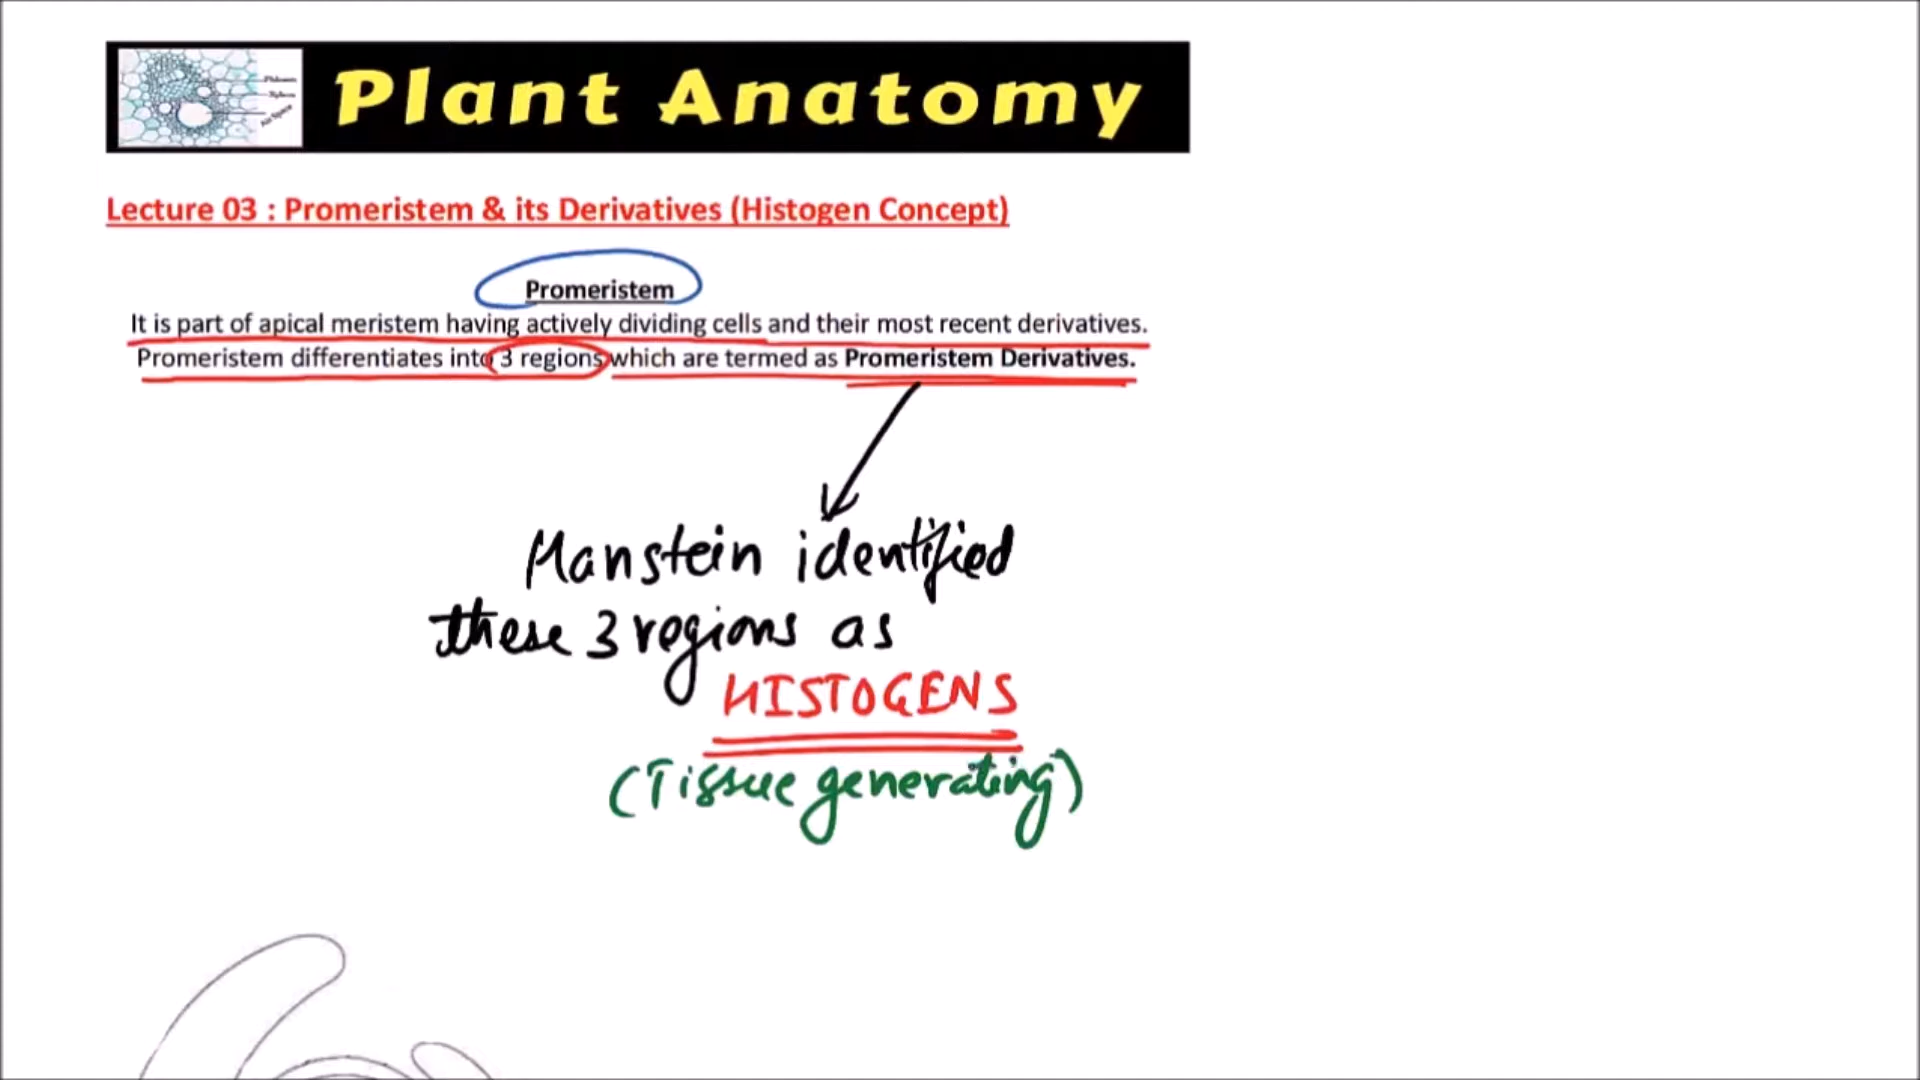 Plant Anatomy
Lecture 03 : Promeristem & its Derivatives (Histogen Concept)
Promeristem
It is part of apical meristem having actively dividing cells and their most recent derivatives.
Promeristem differentiates into 3 regions which are termed as Promeristem Derivatives.
Hanstein identified
these 3 regions as
HISTOGENS
(Tissue generating)